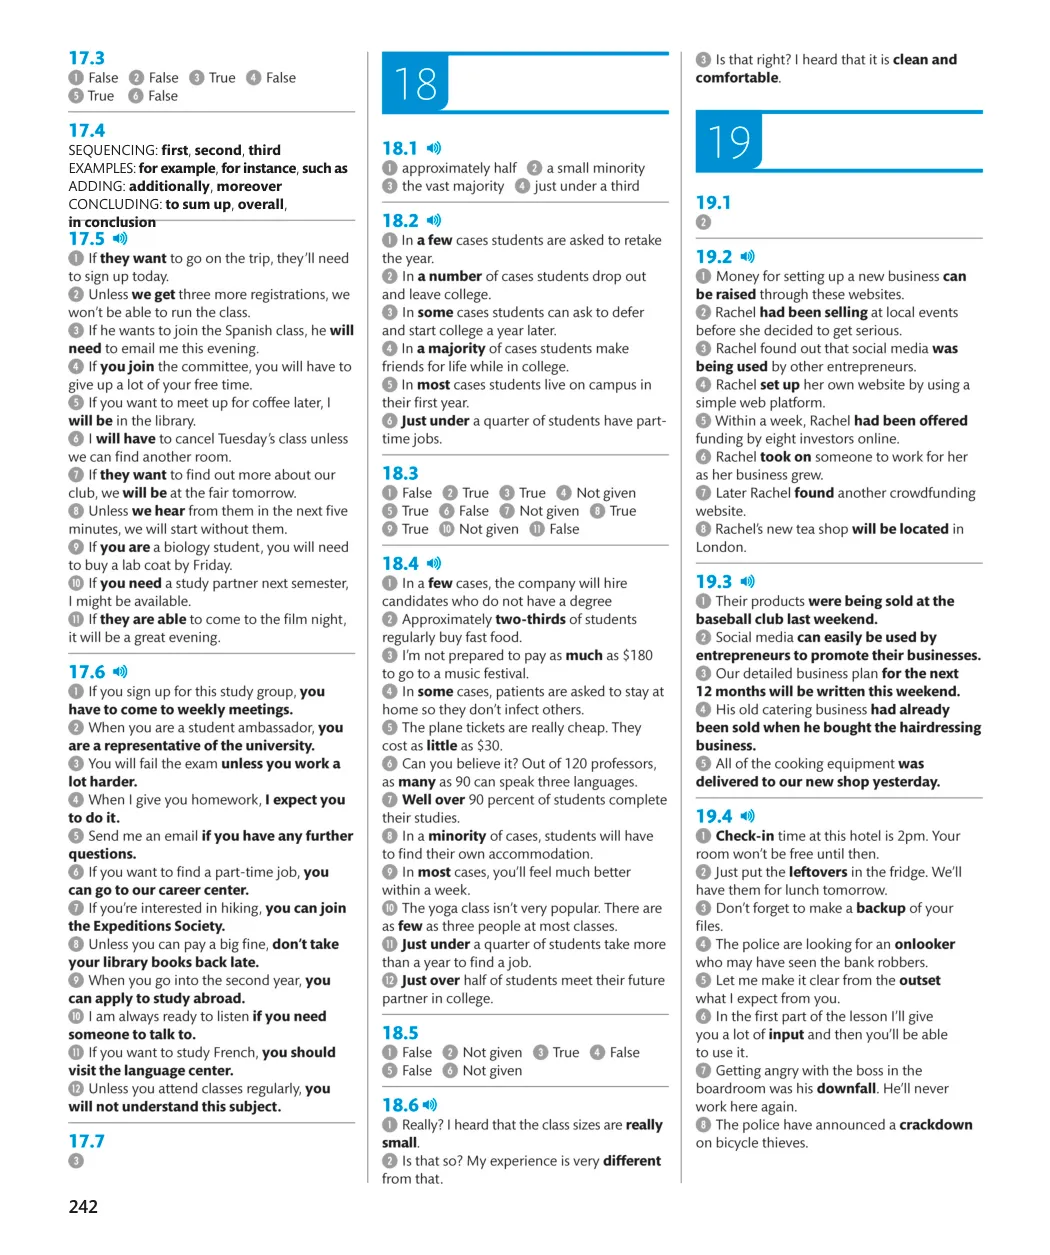 17.3
1 False 2 False 3 True 4 False
5 True 6 False
17.4
SEQUENCING: first, second, third
EXAMPLES: for example, for instance, such as
ADDING: additionally, moreover
CONCLUDING: to sum up, overall,
in conclusion
17.5
1 If they want to go on the trip, they'll need
to sign up today.
2 Unless we get three more registrations, we
won't be able to run the class.
3 If he wants to join the Spanish class, he will
need to email me this evening.
4 If you join the committee, you will have to
give up a lot of your free time.
5 If you want to meet up for coffee later, I
will be in the library.
6 I will have to cancel Tuesday's class unless
we can find another room.
7 If they want to find out more about our
club, we will be at the fair tomorrow.
8 Unless we hear from them in the next five
minutes, we will start without them.
9 If you are a biology student, you will need
to buy a lab coat by Friday.
10 If you need a study partner next semester,
I might be available.
11 If they are able to come to the film night,
it will be a great evening.
17.6
1 If you sign up for this study group, you
have to come to weekly meetings.
2 When you are a student ambassador, you
are a representative of the university.
3 You will fail the exam unless you work a
lot harder.
4 When I give you homework, I expect you
to do it.
5 Send me an email if you have any further
questions.
6 If you want to find a part-time job, you
can go to our career center.
7 If you're interested in hiking, you can join
the Expeditions Society.
8 Unless you can pay a big fine, don't take
your library books back late.
9 When you go into the second year, you
can apply to study abroad.
10 I am always ready to listen if you need
someone to talk to.
11 If you want to study French, you should
visit the language center.
12 Unless you attend classes regularly, you
will not understand this subject.
17.7
3
242
18
18.1
1 approximately half 2 a small minority
3 the vast majority 4 just under a third
18.2
1 In a few cases students are asked to retake
the year.
2 In a number of cases students drop out
and leave college.
3 In some cases students can ask to defer
and start college a year later.
4 In a majority of cases students make
friends for life while in college.
5 In most cases students live on campus in
their first year.
6 Just under a quarter of students have part-
time jobs.
18.3
1 False 2 True 3 True 4 Not given
5 True 6 False 7 Not given 8 True
9 True 10 Not given 11 False
18.4
1 In a few cases, the company will hire
candidates who do not have a degree
2 Approximately two-thirds of students
regularly buy fast food.
3 I'm not prepared to pay as much as $180
to go to a music festival.
4 In some cases, patients are asked to stay at
home so they don't infect others.
5 The plane tickets are really cheap. They
cost as little as $30.
6 Can you believe it? Out of 120 professors,
as many as 90 can speak three languages.
7 Well over 90 percent of students complete
their studies.
8 In a minority of cases, students will have
to find their own accommodation.
9 In most cases, you'll feel much better
within a week.
10 The yoga class isn't very popular. There are
as few as three people at most classes.
11 Just under a quarter of students take more
than a year to find a job.
12 Just over half of students meet their future
partner in college.
18.5
1 False 2 Not given 3 True 4 False
5 False 6 Not given
18.6
1 Really? I heard that the class sizes are really
small.
2 Is that so? My experience is very different
from that.
3 Is that right? I heard that it is clean and
comfortable.
19
19.1
2
19.2
1 Money for setting up a new business can
be raised through these websites.
2 Rachel had been selling at local events
before she decided to get serious.
3 Rachel found out that social media was
being used by other entrepreneurs.
4 Rachel set up her own website by using a
simple web platform.
5 Within a week, Rachel had been offered
funding by eight investors online.
6 Rachel took on someone to work for her
as her business grew.
7 Later Rachel found another crowdfunding
website.
8 Rachel's new tea shop will be located in
London.
19.3
1 Their products were being sold at the
baseball club last weekend.
2 Social media can easily be used by
entrepreneurs to promote their businesses.
3 Our detailed business plan for the next
12 months will be written this weekend.
4 His old catering business had already
been sold when he bought the hairdressing
business.
5 All of the cooking equipment was
delivered to our new shop yesterday.
19.4
1 Check-in time at this hotel is 2pm. Your
room won't be free until then.
2 Just put the leftovers in the fridge. We'll
have them for lunch tomorrow.
3 Don't forget to make a backup of your
files.
4 The police are looking for an onlooker
who may have seen the bank robbers.
5 Let me make it clear from the outset
what I expect from you.
6 In the first part of the lesson I'll give
you a lot of input and then you'll be able
to use it.
7 Getting angry with the boss in the
boardroom was his downfall. He'll never
work here again.
8 The police have announced a crackdown
on bicycle thieves.